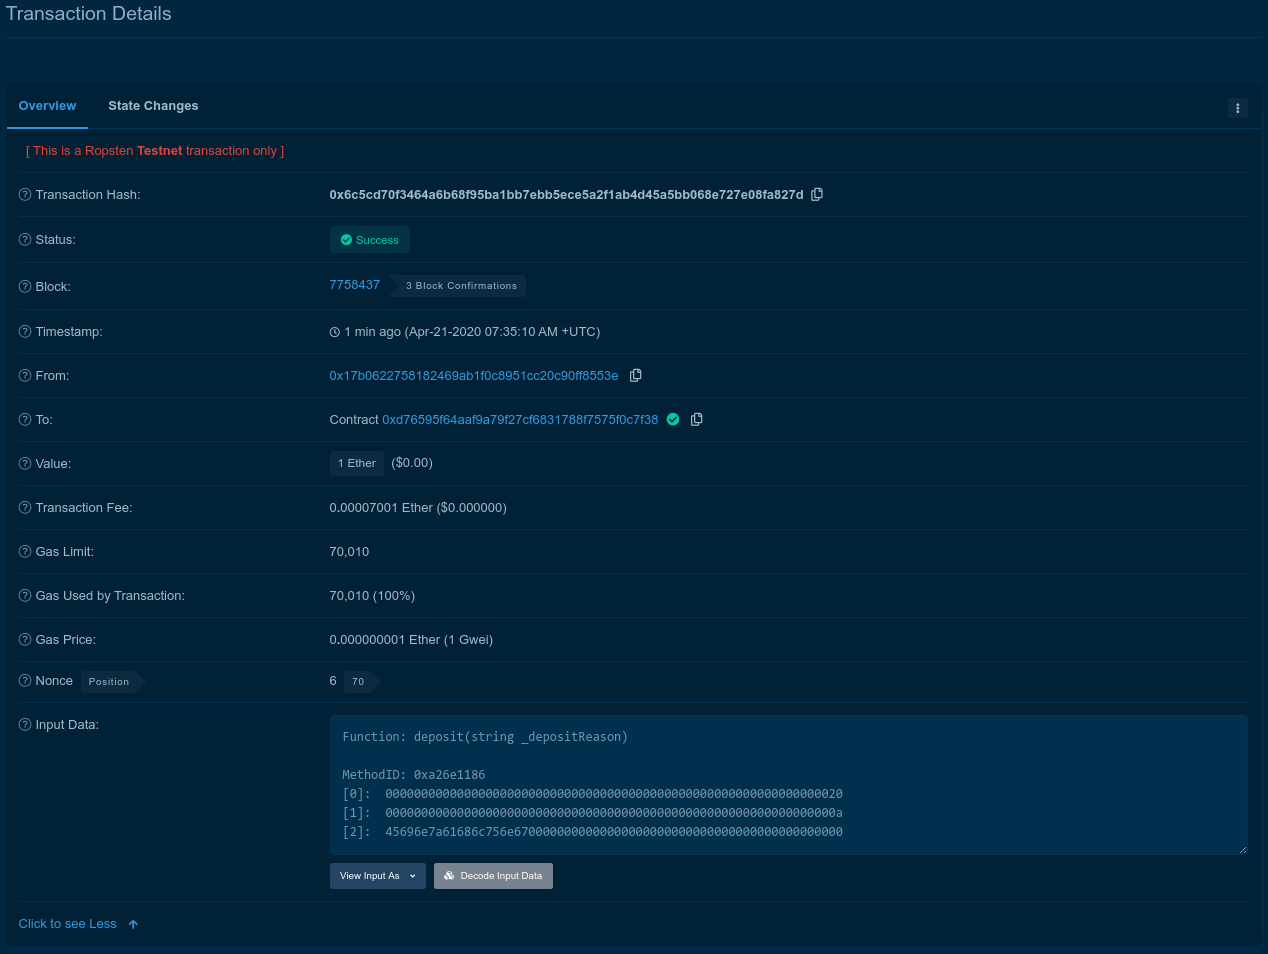 Transaction Details
Overview State Changes
[ This is a Ropsten Testnet transaction only ]
Transaction Hash: 0x6c5cd70f3464a6b68f95ba1bb7ebb5ece5a2f1ab4d45a5bb068e727e08fa827d
Status: Success
Block: 7758437 3 Block Confirmations
Timestamp: 1 min ago (Apr-21-2020 07:35:10 AM +UTC)
From: 0x17b0622758182469ab1f0c8951cc20c90ff8553e
To: Contract 0xd76595f64aaf9a79f27cf6831788f7575f0c7f38
Value: 1 Ether ($0.00)
Transaction Fee: 0.00007001 Ether ($0.000000)
Gas Limit: 70,010
Gas Used by Transaction: 70,010 (100%)
Gas Price: 0.000000001 Ether (1 Gwei)
Nonce Position 6 70
Input Data:
Function: deposit(string _depositReason)
MethodID: 0xa26e1186
[0]: 0000000000000000000000000000000000000000000000000000000000000020
[1]: 000000000000000000000000000000000000000000000000000000000000000a
[2]: 45696e7a61686c756e6700000000000000000000000000000000000000000000
View Input As Decode Input Data
Click to see Less